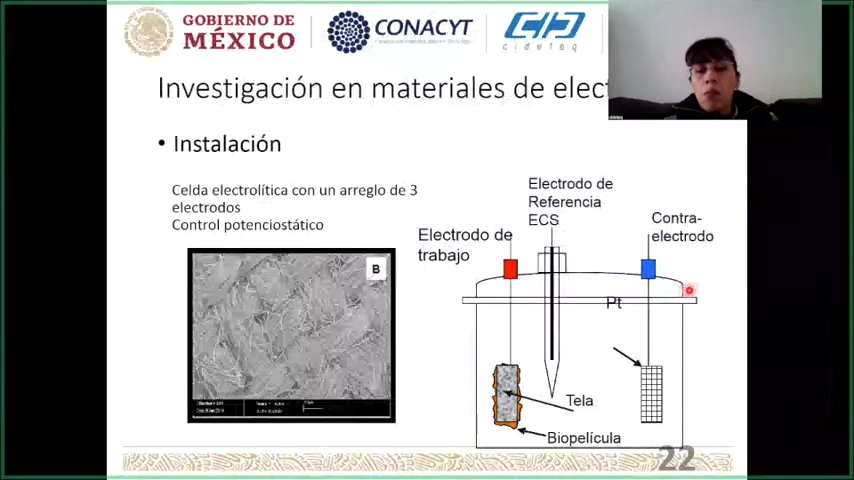 GOBIERNO DE
MÉXICO
CONACYT
cideteq
Investigación en materiales de elect
• Instalación
Celda electrolítica con un arreglo de 3
electrodos
Control potenciostático
B
Electrodo de
Referencia
ECS
Electrodo de
trabajo
Contra-
electrodo
Pt
Tela
Biopelícula
22